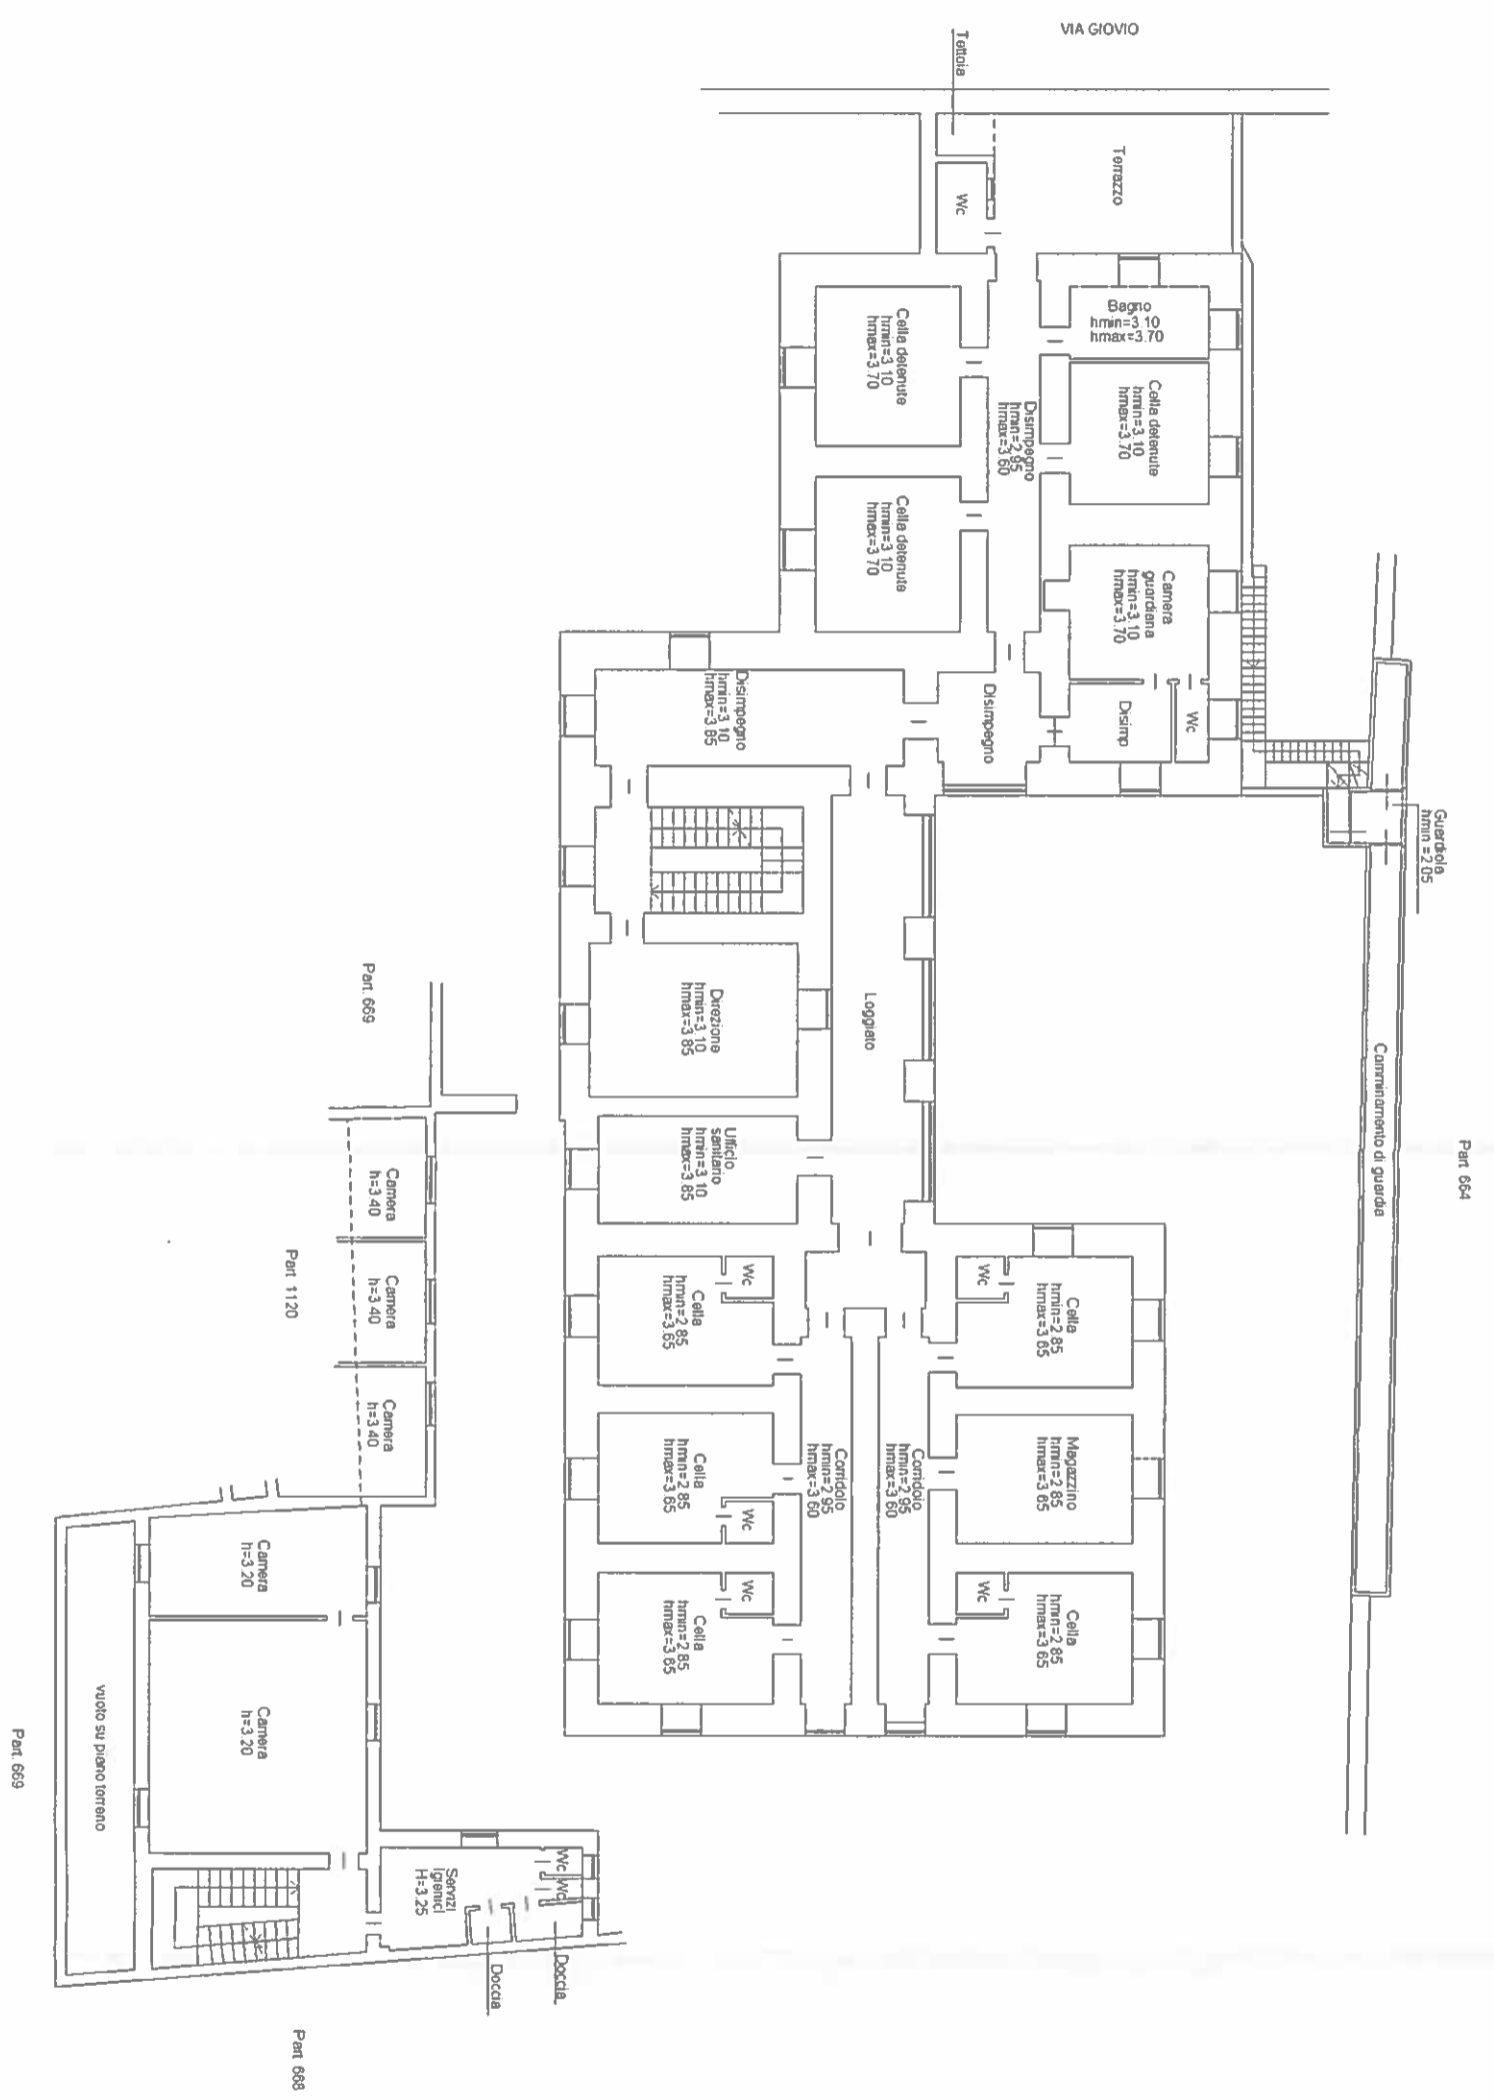 VIA GIOVIO
Tettoia
Terrazzo
Wc
Bagno
hmin=3.10
hmax=3.70
Cella detenute
hmin=3.10
hmax=3.70
Cella detenute
hmin=3.10
hmax=3.70
Disimpegno
hmin=2.95
hmax=3.60
Cella detenute
hmin=3.10
hmax=3.70
Camera
guardiana
hmin=3.10
hmax=3.70
Disimpegno
hmin=3.10
hmax=3.85
Disimpegno
Disimp
Wc
Guardiola
hmin =2.05
Direzione
hmin=3.10
hmax=3.85
Loggiato
Camminamento di guardia
Part. 664
Part. 669
Ufficio
sanitario
hmin=3.10
hmax=3.85
Camera
h=3.40
Camera
h=3.40
Camera
h=3.40
Part. 1120
Wc
Cella
hmin=2.85
hmax=3.65
Wc
Cella
hmin=2.85
hmax=3.65
Cella
hmin=2.85
hmax=3.65
Wc
Corridoio
hmin=2.95
hmax=3.60
Corridoio
hmin=2.95
hmax=3.60
Magazzino
hmin=2.85
hmax=3.65
Wc
Cella
hmin=2.85
hmax=3.65
Wc
Cella
hmin=2.85
hmax=3.65
Camera
h=3.20
Camera
h=3.20
vuoto su piano terreno
Part. 669
Servizi
Igienici
H=3.25
Wc
Wc
Doccia
Doccia
Part. 668